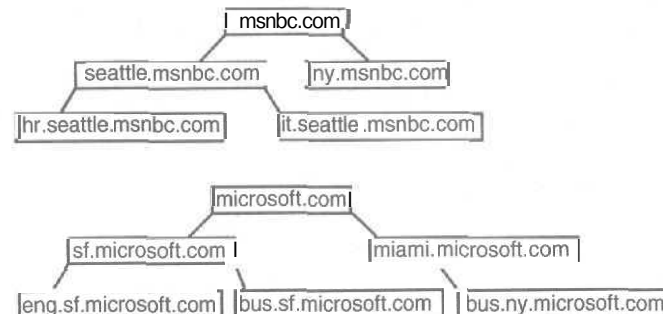 msnbc.com
seattle.msnbc.com ny.msnbc.com
hr.seattle.msnbc.com it.seattle.msnbc.com
microsoft.com
sf.microsoft.com miami.microsoft.com
eng.sf.microsoft.com bus.sf.microsoft.com bus.ny.microsoft.com